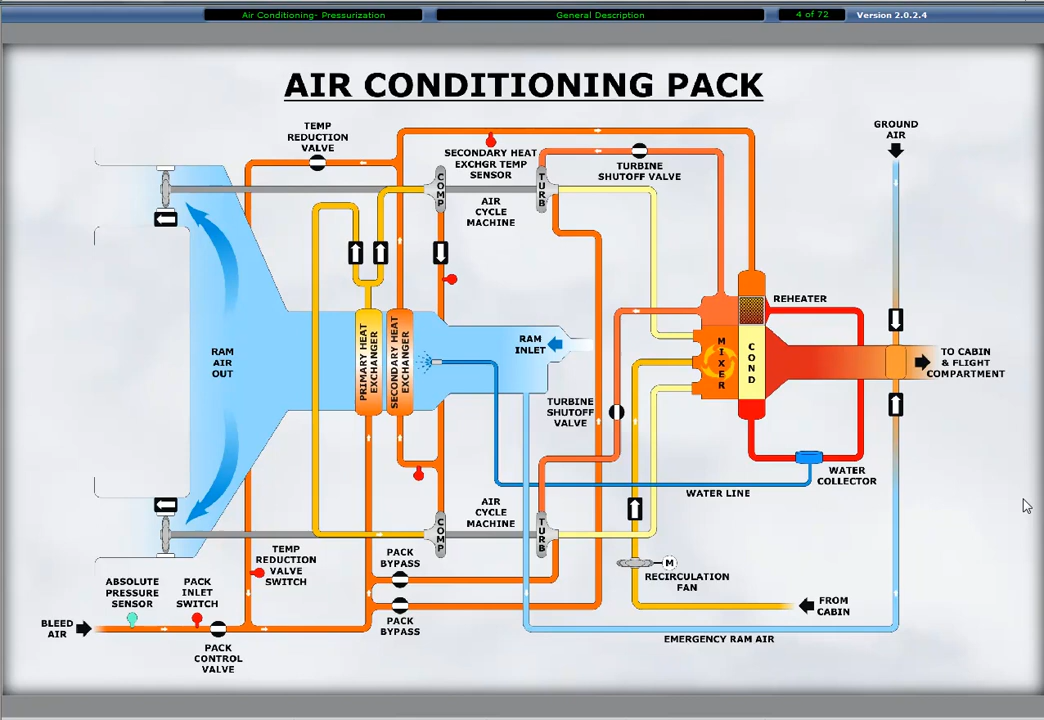 Air Conditioning- Pressurization
General Description
4 of 72
Version 2.0.2.4
AIR CONDITIONING PACK
TEMP
REDUCTION
VALVE
SECONDARY HEAT
EXCHGR TEMP
SENSOR
TURBINE
SHUTOFF VALVE
GROUND
AIR
COMP
AIR
CYCLE
MACHINE
TURB
REHEATER
RAM
AIR
OUT
PRIMARY HEAT
EXCHANGER
SECONDARY HEAT
EXCHANGER
RAM
INLET
MIXER
COND
TO CABIN
& FLIGHT
COMPARTMENT
TURBINE
SHUTOFF
VALVE
WATER
COLLECTOR
WATER LINE
COMP
AIR
CYCLE
MACHINE
TURB
TEMP
REDUCTION
VALVE
SWITCH
PACK
BYPASS
M
RECIRCULATION
FAN
ABSOLUTE
PRESSURE
SENSOR
PACK
INLET
SWITCH
PACK
BYPASS
FROM
CABIN
BLEED
AIR
PACK
CONTROL
VALVE
EMERGENCY RAM AIR